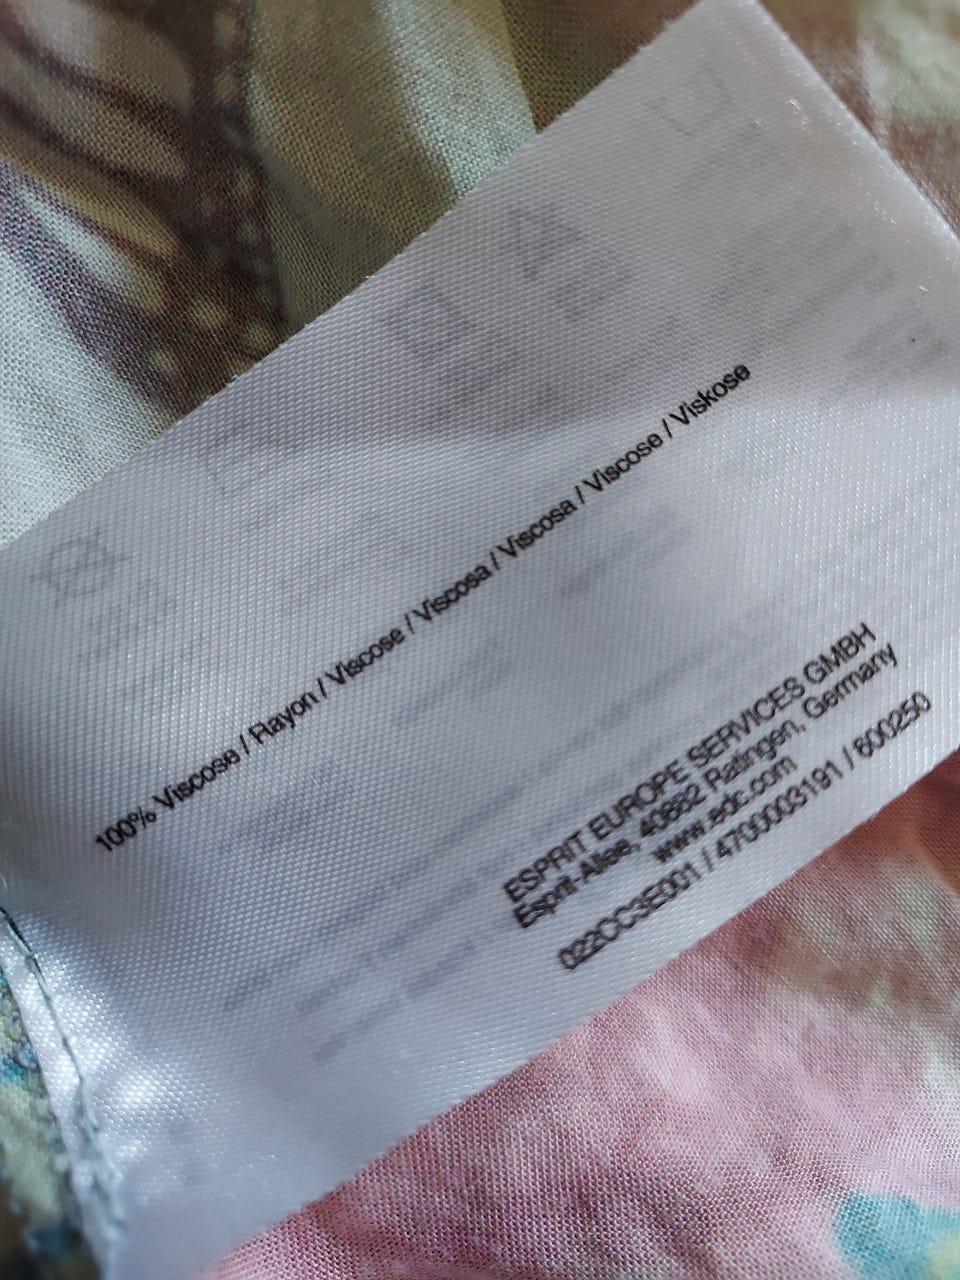 100% Viscose / Rayon / Viscose / Viscosa / Viscosa / Viscose / Viskose
ESPRIT EUROPE SERVICES GMBH
Esprit-Allee, 40882 Ratingen, Germany
www.edc.com
022CC3E001 / 4700003191 / 600250